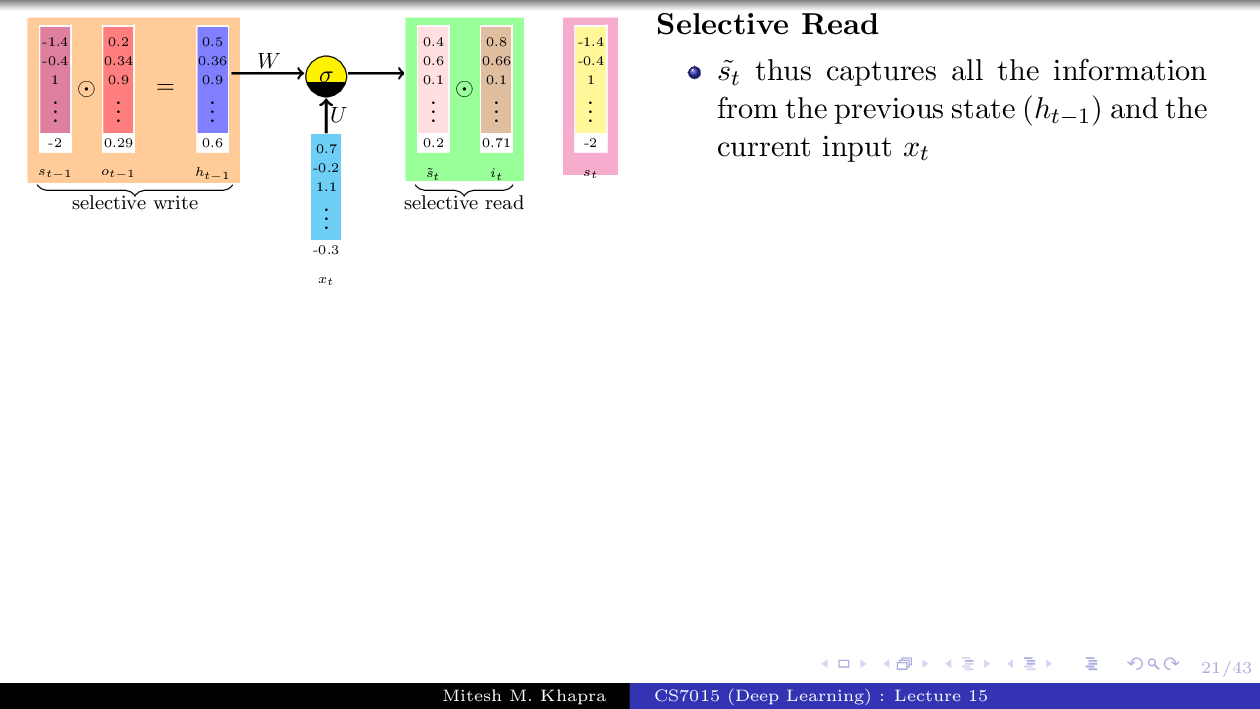 -1.4 0.2 0.5
-0.4 0.34 0.36
1 ⊙ 0.9 = 0.9
⋮ ⋮ ⋮
-2 0.29 0.6
sₜ₋₁ oₜ₋₁ hₜ₋₁
selective write
W
σ
U
0.7
-0.2
1.1
⋮
-0.3
xₜ
0.4 0.8
0.6 0.66
0.1 ⊙ 0.1
⋮ ⋮
0.2 0.71
s̃ₜ iₜ
selective read
-1.4
-0.4
1
⋮
-2
sₜ
Selective Read
s̃ₜ thus captures all the information
from the previous state (hₜ₋₁) and the
current input xₜ
21/43
Mitesh M. Khapra CS7015 (Deep Learning) : Lecture 15